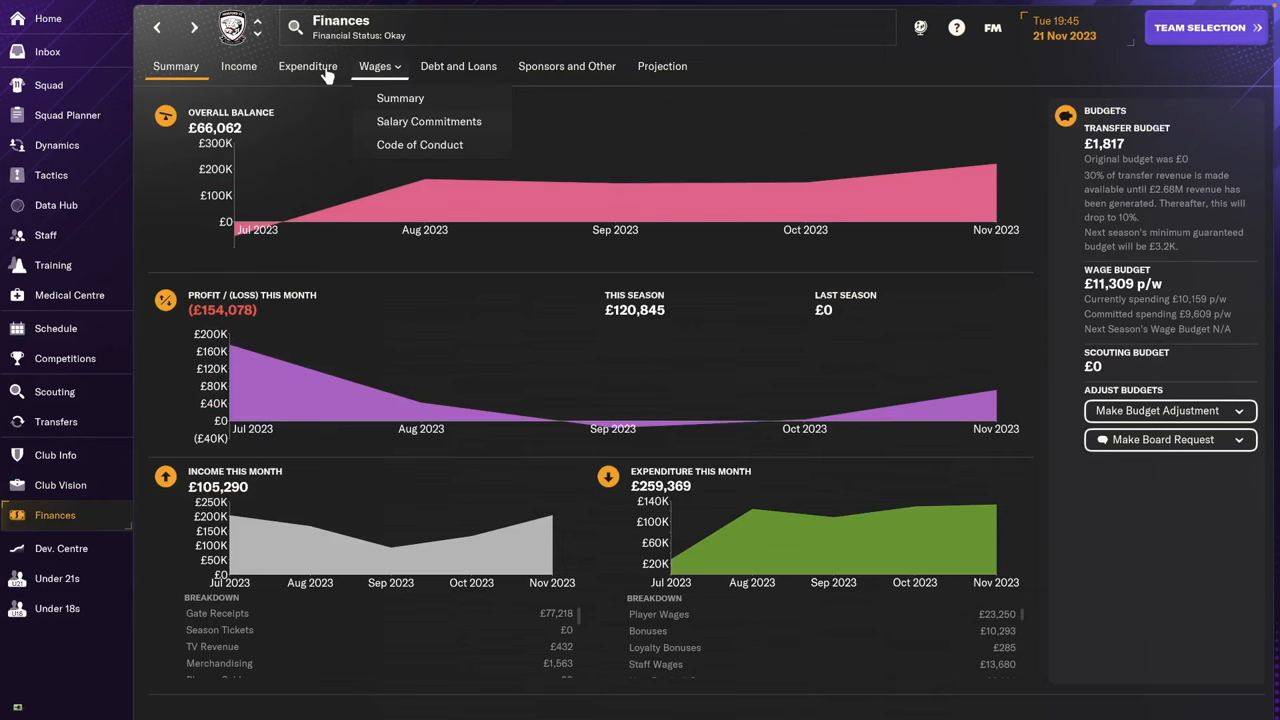 Home
Inbox
Squad
Squad Planner
Dynamics
Tactics
Data Hub
Staff
Training
Medical Centre
Schedule
Competitions
Scouting
Transfers
Club Info
Club Vision
Finances
Dev. Centre
Under 21s
Under 18s
Finances
Financial Status: Okay
?
FM
Tue 19:45
21 Nov 2023
TEAM SELECTION
Summary Income Expenditure Wages Debt and Loans Sponsors and Other Projection
Summary
Salary Commitments
Code of Conduct
OVERALL BALANCE
£66,062
£300K
£200K
£100K
£0
Jul 2023 Aug 2023 Sep 2023 Oct 2023 Nov 2023
PROFIT / (LOSS) THIS MONTH
(£154,078)
THIS SEASON
£120,845
LAST SEASON
£0
£200K
£160K
£120K
£80K
£40K
£0
(£40K)
Jul 2023 Aug 2023 Sep 2023 Oct 2023 Nov 2023
INCOME THIS MONTH
£105,290
£250K
£200K
£150K
£100K
£50K
£0
Jul 2023 Aug 2023 Sep 2023 Oct 2023 Nov 2023
BREAKDOWN
Gate Receipts £77,218
Season Tickets £0
TV Revenue £432
Merchandising £1,563
EXPENDITURE THIS MONTH
£259,369
£140K
£100K
£60K
£20K
Jul 2023 Aug 2023 Sep 2023 Oct 2023 Nov 2023
BREAKDOWN
Player Wages £23,250
Bonuses £10,293
Loyalty Bonuses £285
Staff Wages £13,680
BUDGETS
TRANSFER BUDGET
£1,817
Original budget was £0
30% of transfer revenue is made
available until £2.68M revenue has
been generated. Thereafter, this will
drop to 10%.
Next season's minimum guaranteed
budget will be £3.2K.
WAGE BUDGET
£11,309 p/w
Currently spending £10,159 p/w
Committed spending £9,609 p/w
Next Season's Wage Budget N/A
SCOUTING BUDGET
£0
ADJUST BUDGETS
Make Budget Adjustment
Make Board Request